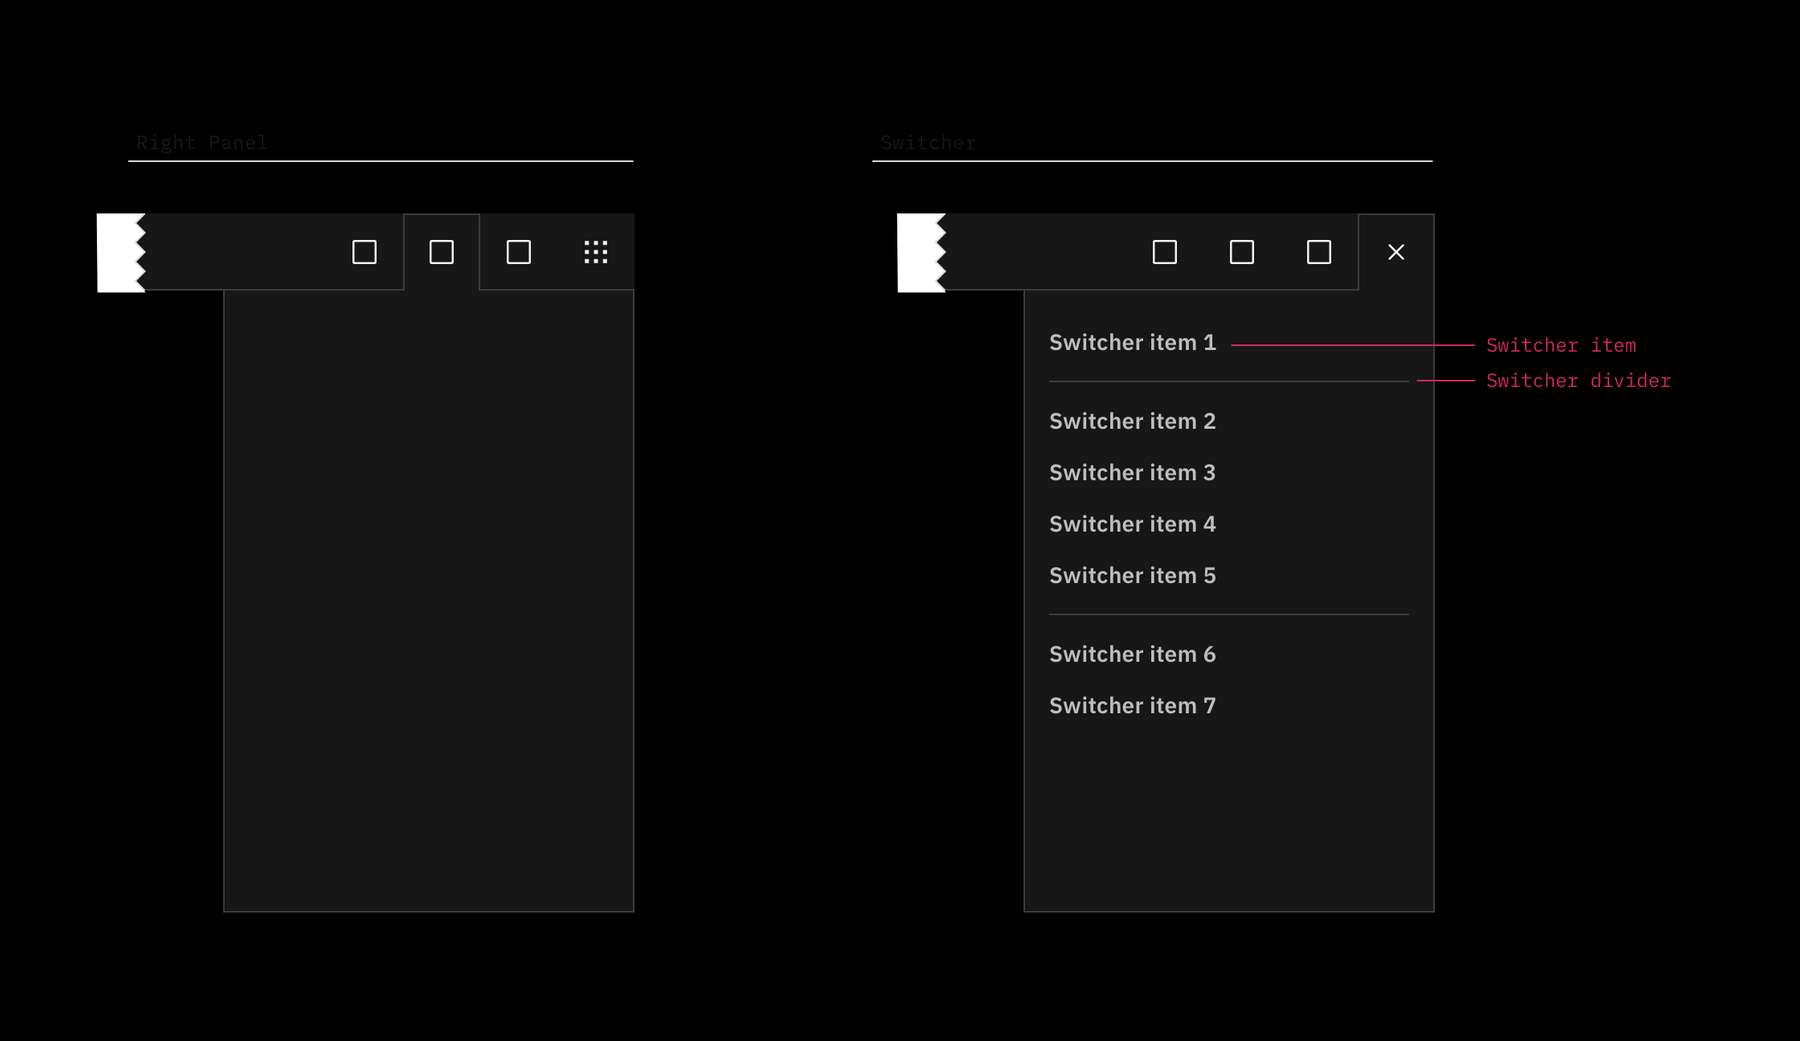 Right Panel
Switcher
Switcher item 1
Switcher item
Switcher divider
Switcher item 2
Switcher item 3
Switcher item 4
Switcher item 5
Switcher item 6
Switcher item 7